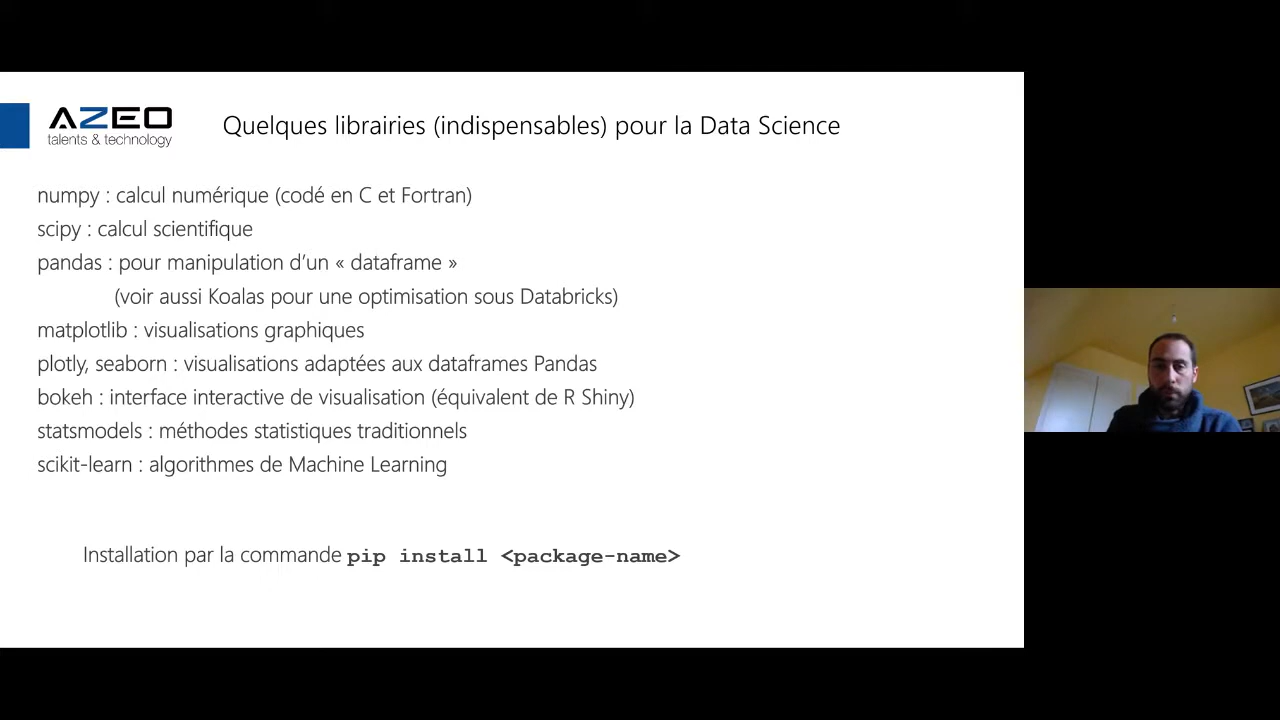 AZEO
talents & technology
Quelques librairies (indispensables) pour la Data Science
numpy : calcul numérique (codé en C et Fortran)
scipy : calcul scientifique
pandas : pour manipulation d’un « dataframe »
(voir aussi Koalas pour une optimisation sous Databricks)
matplotlib : visualisations graphiques
plotly, seaborn : visualisations adaptées aux dataframes Pandas
bokeh : interface interactive de visualisation (équivalent de R Shiny)
statsmodels : méthodes statistiques traditionnels
scikit-learn : algorithmes de Machine Learning
Installation par la commande pip install <package-name>